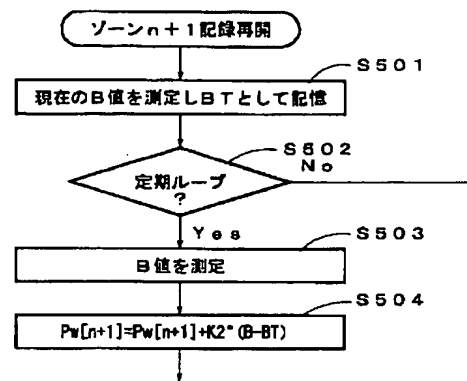 ゾーンn+1記録再開
S501
現在のB値を測定しBTとして記憶
S502
No
定期ループ
?
Yes
S503
B値を測定
S504
Pw[n+1]=Pw[n+1]+K2*(B-BT)